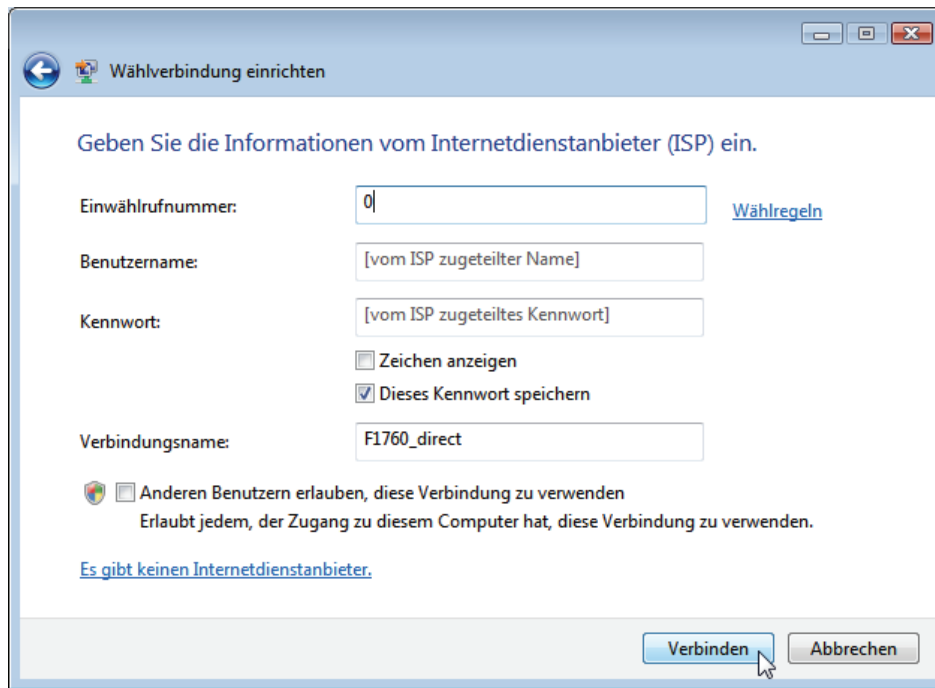 Wählverbindung einrichten
Geben Sie die Informationen vom Internetdienstanbieter (ISP) ein.
Einwählrufnummer: 0 Wählregeln
Benutzername: [vom ISP zugeteilter Name]
Kennwort: [vom ISP zugeteiltes Kennwort]
Zeichen anzeigen
Dieses Kennwort speichern
Verbindungsname: F1760_direct
Anderen Benutzern erlauben, diese Verbindung zu verwenden
Erlaubt jedem, der Zugang zu diesem Computer hat, diese Verbindung zu verwenden.
Es gibt keinen Internetdienstanbieter.
Verbinden Abbrechen